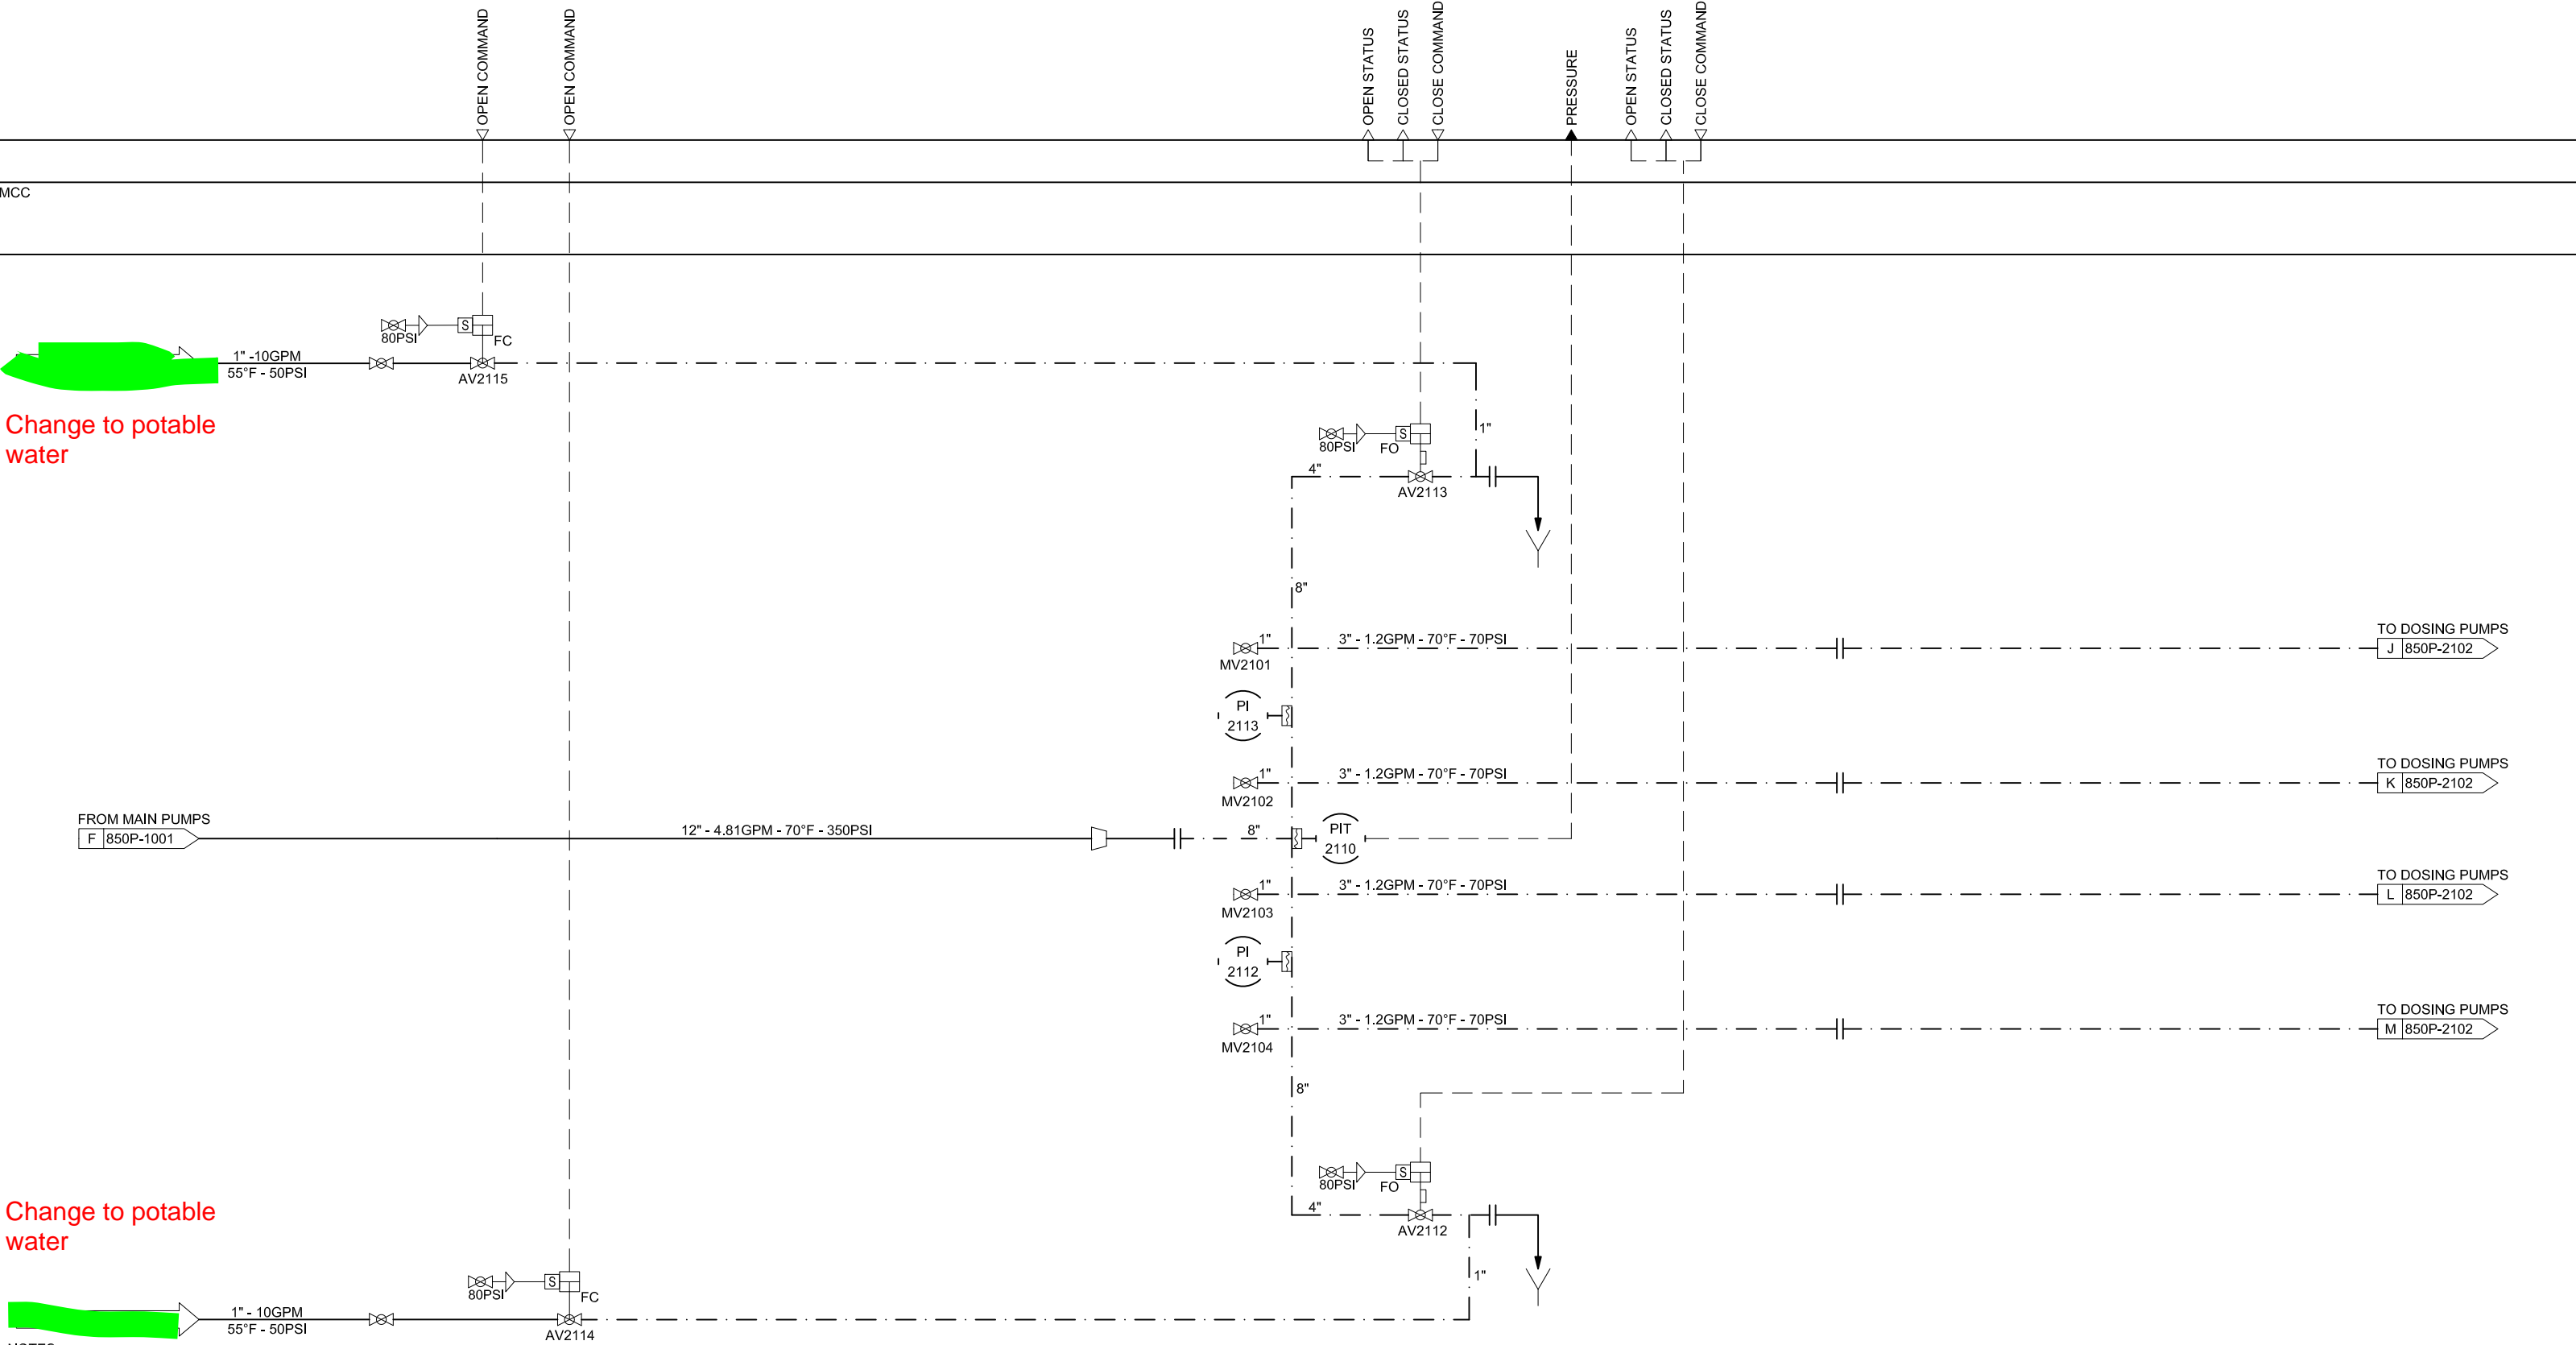 OPEN COMMAND
OPEN COMMAND
OPEN STATUS
CLOSED STATUS
CLOSE COMMAND
PRESSURE
OPEN STATUS
CLOSED STATUS
CLOSE COMMAND
MCC
80PSI
S
FC
1" -10GPM
55°F - 50PSI
AV2115
Change to potable
water
80PSI
S
FO
1"
4"
AV2113
8"
1"
3" - 1.2GPM - 70°F - 70PSI
MV2101
TO DOSING PUMPS
J 850P-2102
PI
2113
1"
3" - 1.2GPM - 70°F - 70PSI
MV2102
TO DOSING PUMPS
K 850P-2102
FROM MAIN PUMPS
F 850P-1001
12" - 4.81GPM - 70°F - 350PSI
8"
PIT
2110
1"
3" - 1.2GPM - 70°F - 70PSI
MV2103
TO DOSING PUMPS
L 850P-2102
PI
2112
1"
3" - 1.2GPM - 70°F - 70PSI
MV2104
TO DOSING PUMPS
M 850P-2102
8"
80PSI
S
FO
4"
AV2112
Change to potable
water
1"
80PSI
S
FC
1" - 10GPM
55°F - 50PSI
AV2114